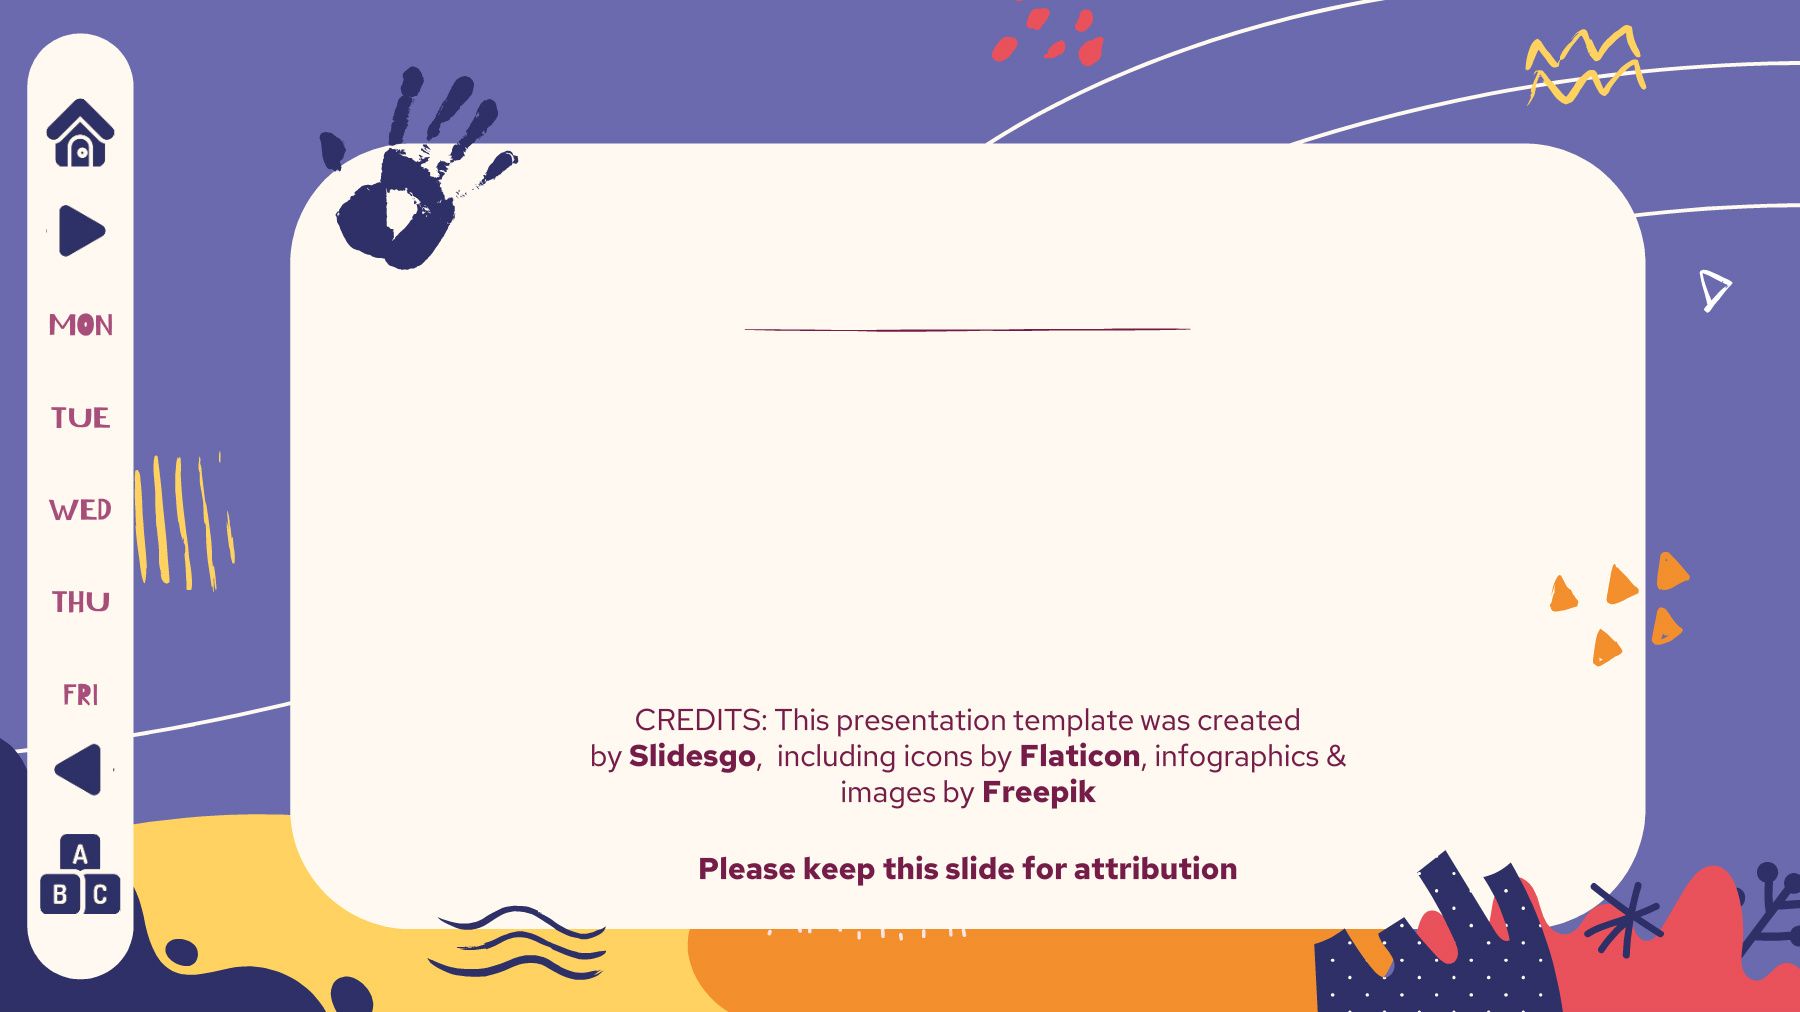 MON
TUE
WED
THU
FRI
A
B C
CREDITS: This presentation template was created
by Slidesgo, including icons by Flaticon, infographics &
images by Freepik
Please keep this slide for attribution